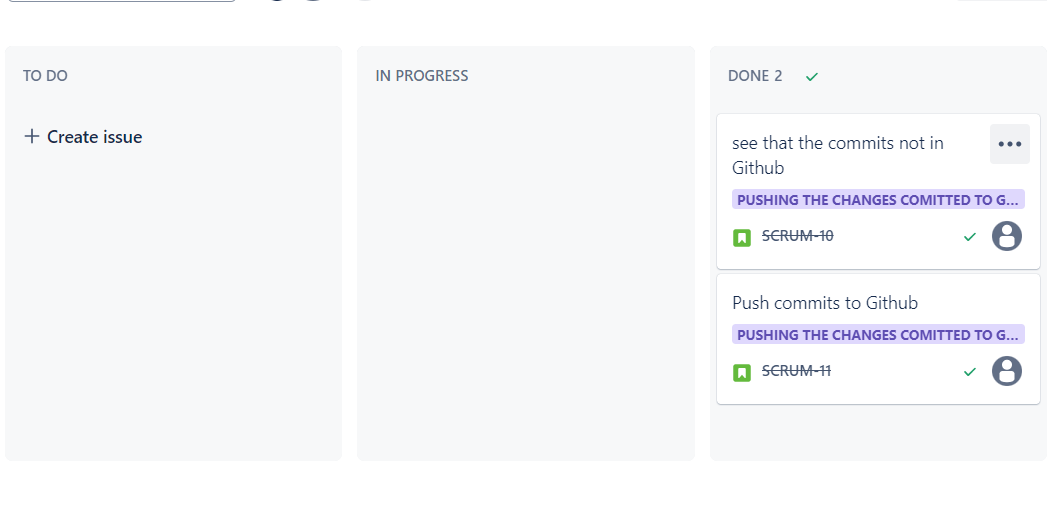 TO DO
+ Create issue
IN PROGRESS
DONE 2
see that the commits not in
Github
PUSHING THE CHANGES COMITTED TO G...
SCRUM-10
Push commits to Github
PUSHING THE CHANGES COMITTED TO G...
SCRUM-11